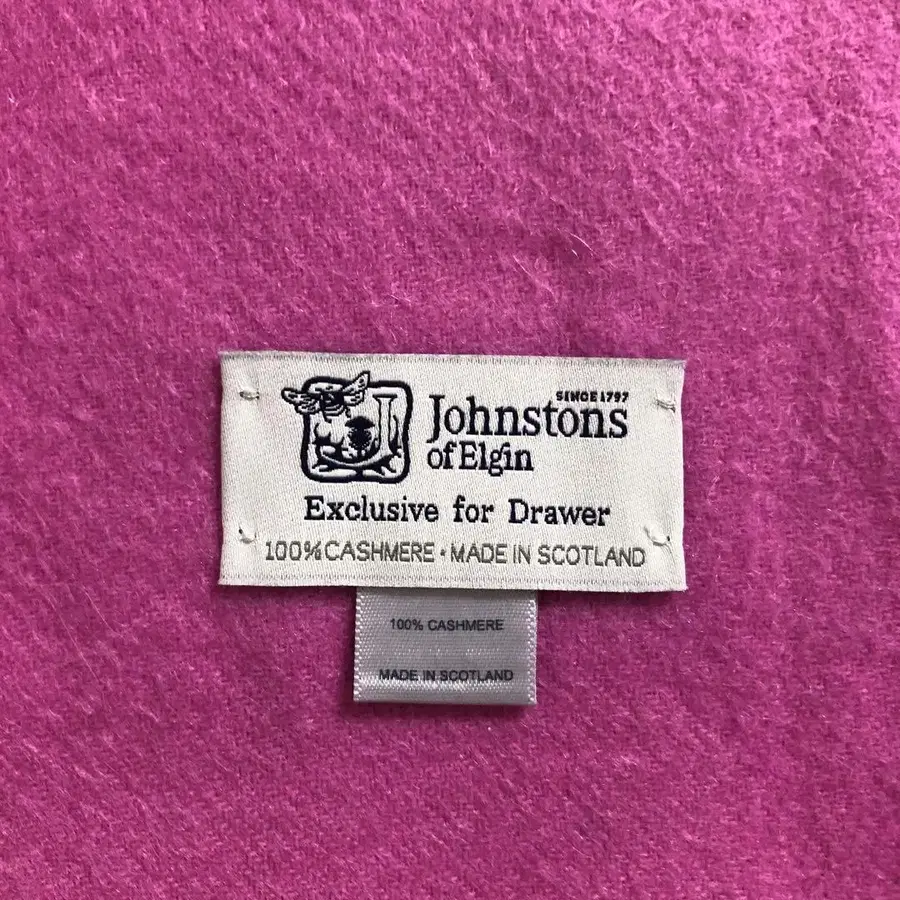 SINCE 1797
Johnstons
of Elgin
Exclusive for Drawer
100% CASHMERE · MADE IN SCOTLAND
100% CASHMERE
MADE IN SCOTLAND